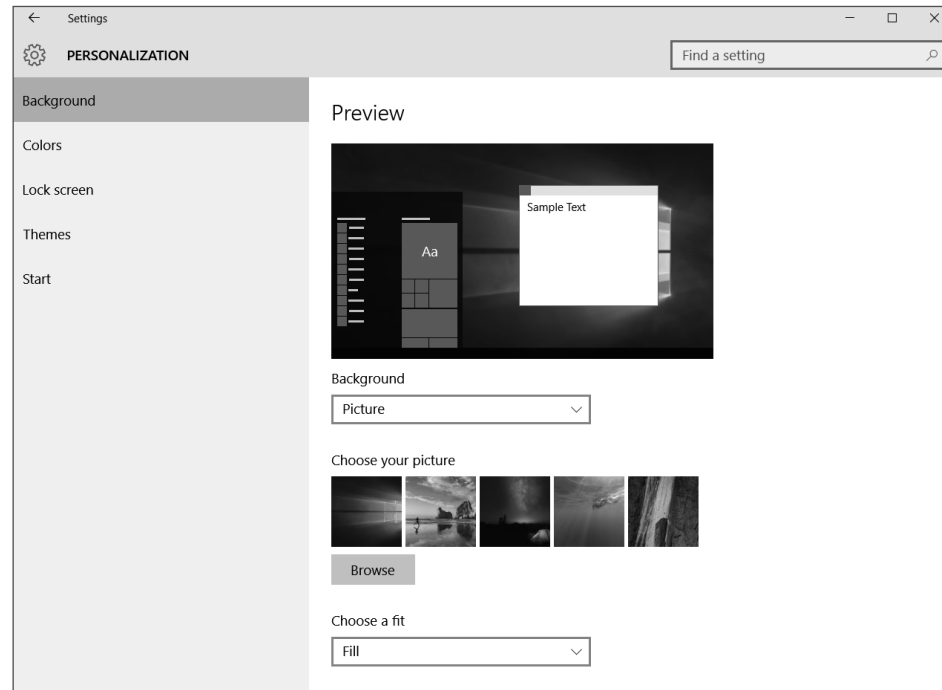 Settings
PERSONALIZATION
Find a setting
Background
Colors
Lock screen
Themes
Start
Preview
Sample Text
Aa
Background
Picture
Choose your picture
Browse
Choose a fit
Fill